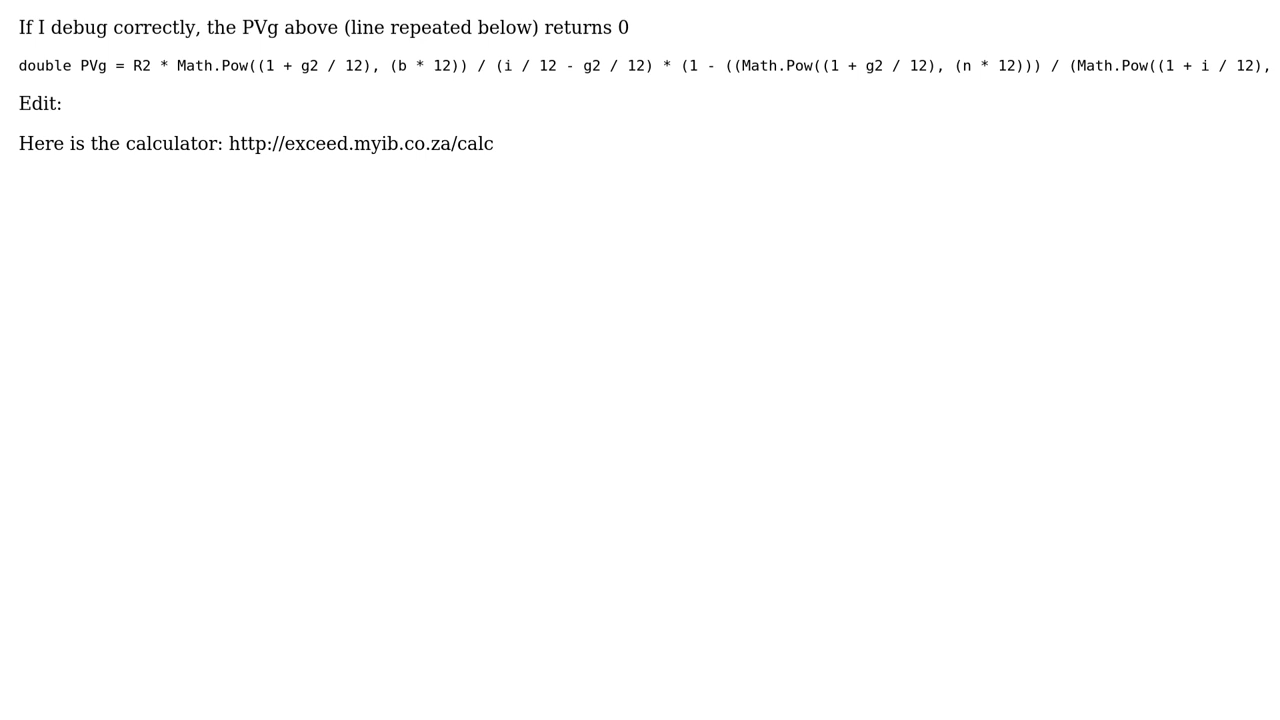 If I debug correctly, the PVg above (line repeated below) returns 0
double PVg = R2 * Math.Pow((1 + g2 / 12), (b * 12)) / (i / 12 - g2 / 12) * (1 - ((Math.Pow((1 + g2 / 12), (n * 12))) / (Math.Pow((1 + i / 12),
Edit:
Here is the calculator: http://exceed.myib.co.za/calc